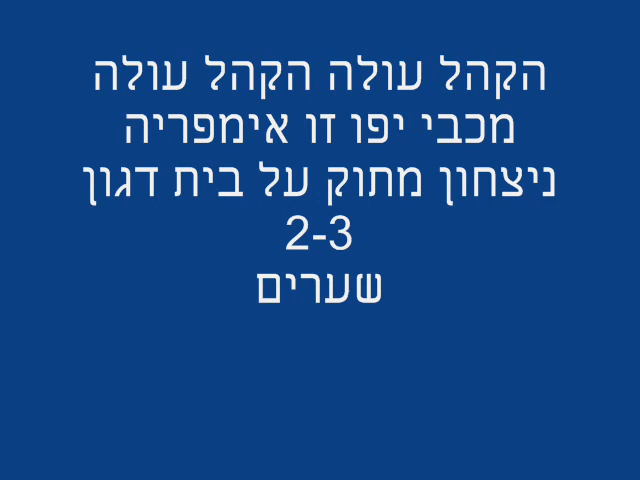 הקהל עולה הקהל עולה
מכבי יפו זו אימפריה
ניצחון מתוק על בית דגון
2-3
שערים